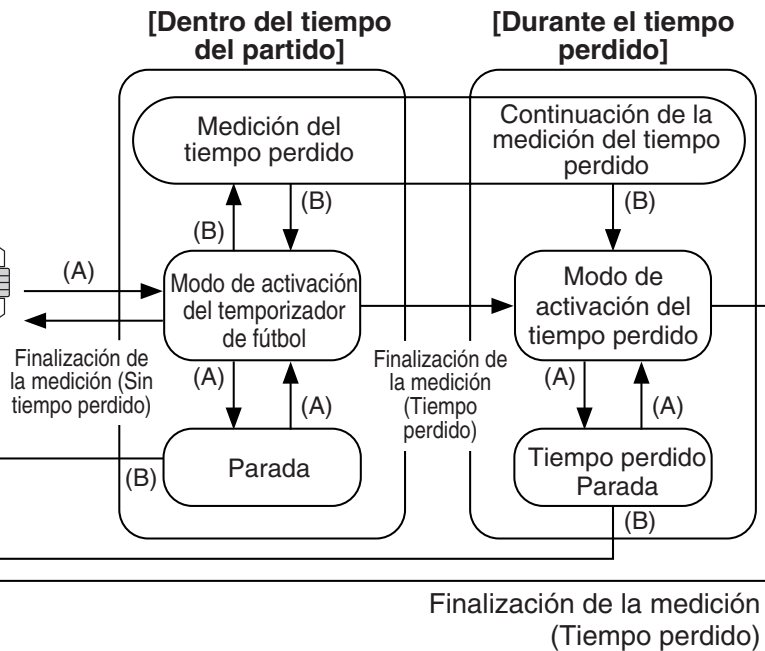 [Dentro del tiempo
del partido]
[Durante el tiempo
perdido]
Medición del
tiempo perdido
Continuación de la
medición del tiempo
perdido
(B)
(B)
(B)
(A)
Modo de activación
del temporizador
de fútbol
Modo de
activación del
tiempo perdido
Finalización de
la medición (Sin
tiempo perdido)
(A)
(A)
Finalización de
la medición
(Tiempo
perdido)
(A)
(A)
(B)
Parada
Tiempo perdido
Parada
(B)
Finalización de la medición
(Tiempo perdido)